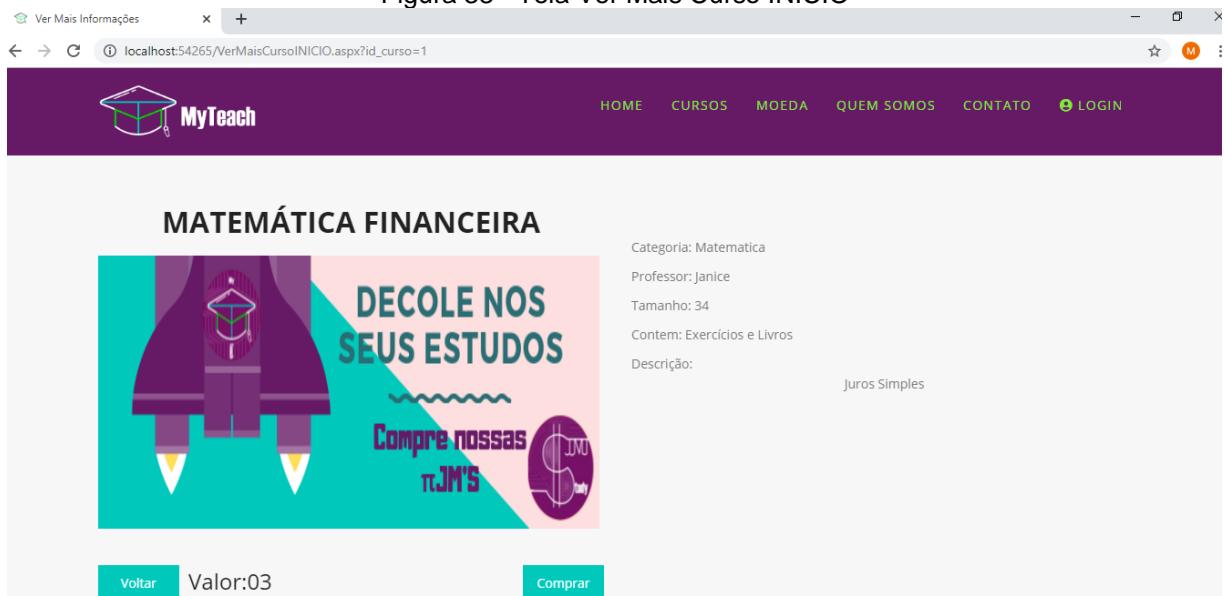 Ver Mais Informações
localhost:54265/VerMaisCursoINICIO.aspx?id_curso=1
M
MyTeach
HOME CURSOS MOEDA QUEM SOMOS CONTATO LOGIN
MATEMÁTICA FINANCEIRA
DECOLE NOS
SEUS ESTUDOS
Compre nossas
πJM'S
Categoria: Matematica
Professor: Janice
Tamanho: 34
Contem: Exercícios e Livros
Descrição:
Juros Simples
Voltar
Valor:03
Comprar